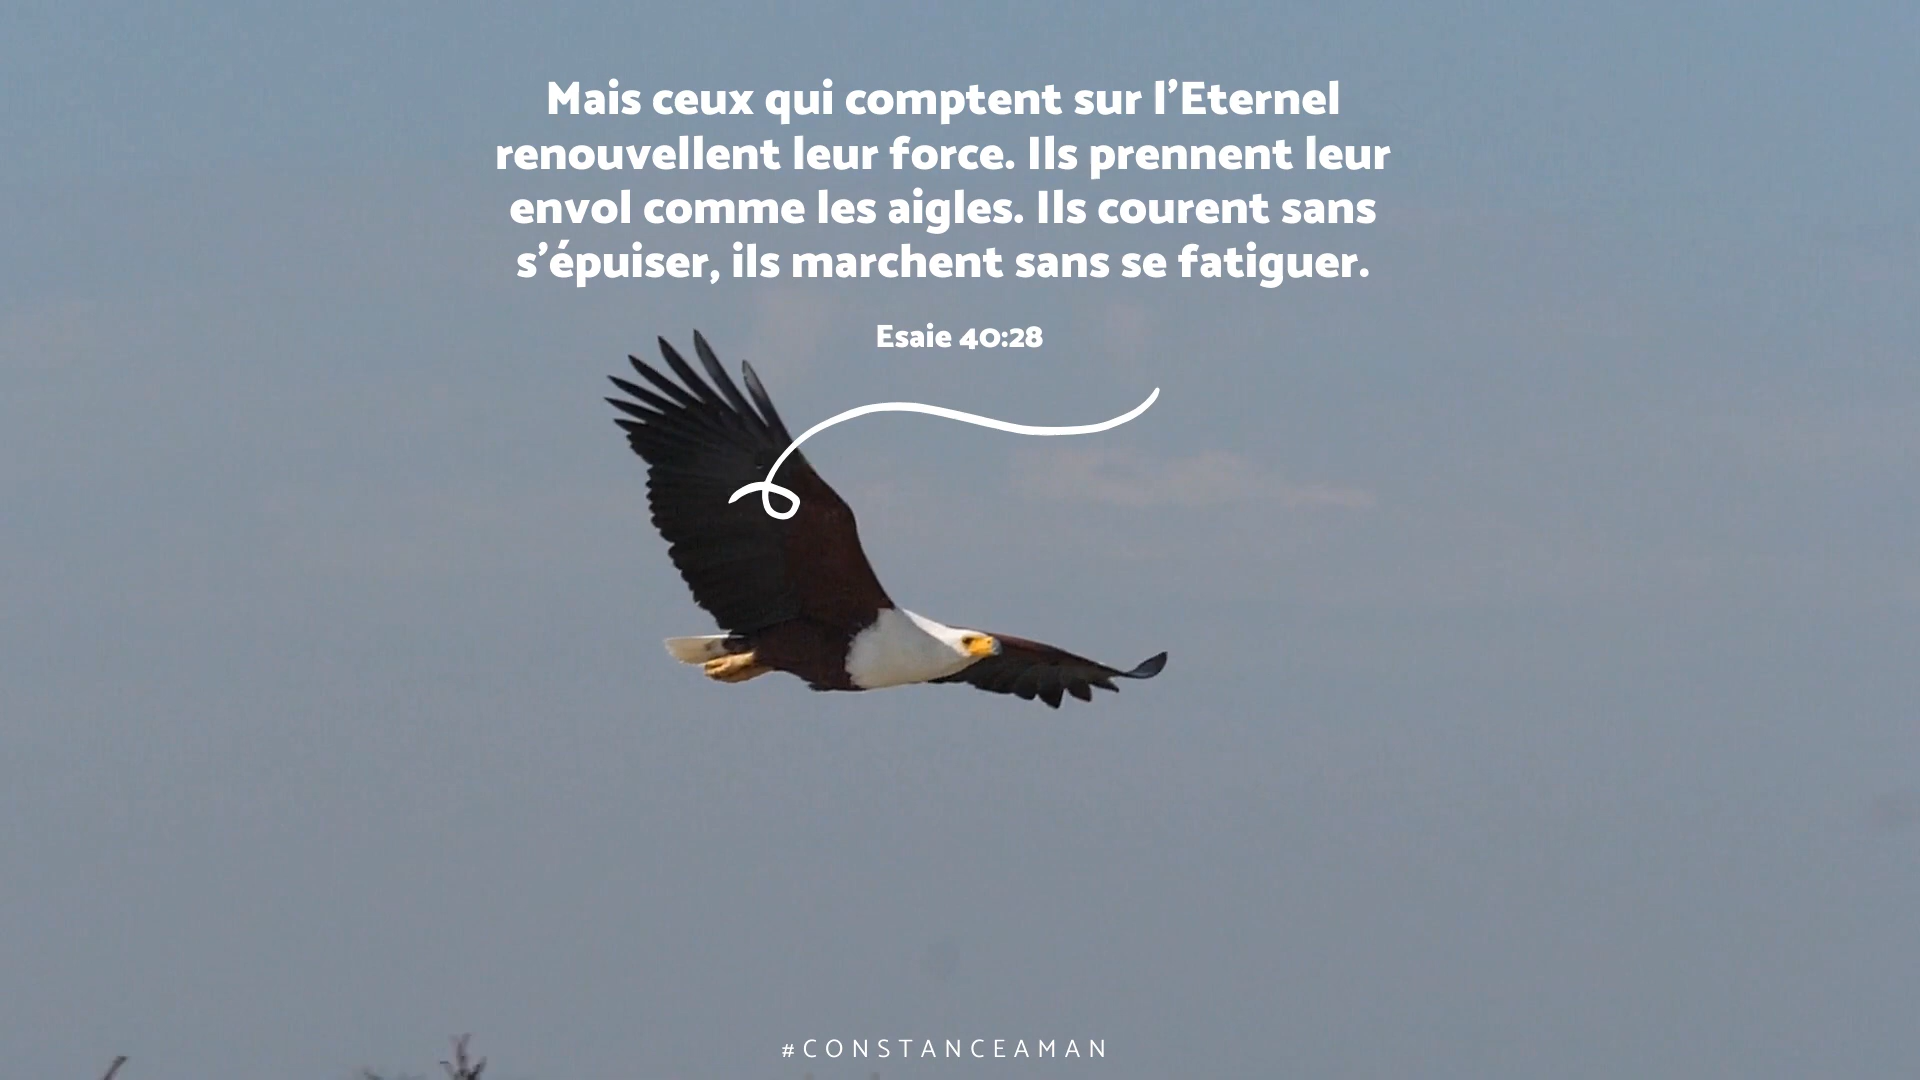 Mais ceux qui comptent sur l’Eternel
renouvellent leur force. Ils prennent leur
envol comme les aigles. Ils courent sans
s’épuiser, ils marchent sans se fatiguer.
Esaie 40:28
#CONSTANCEAMAN